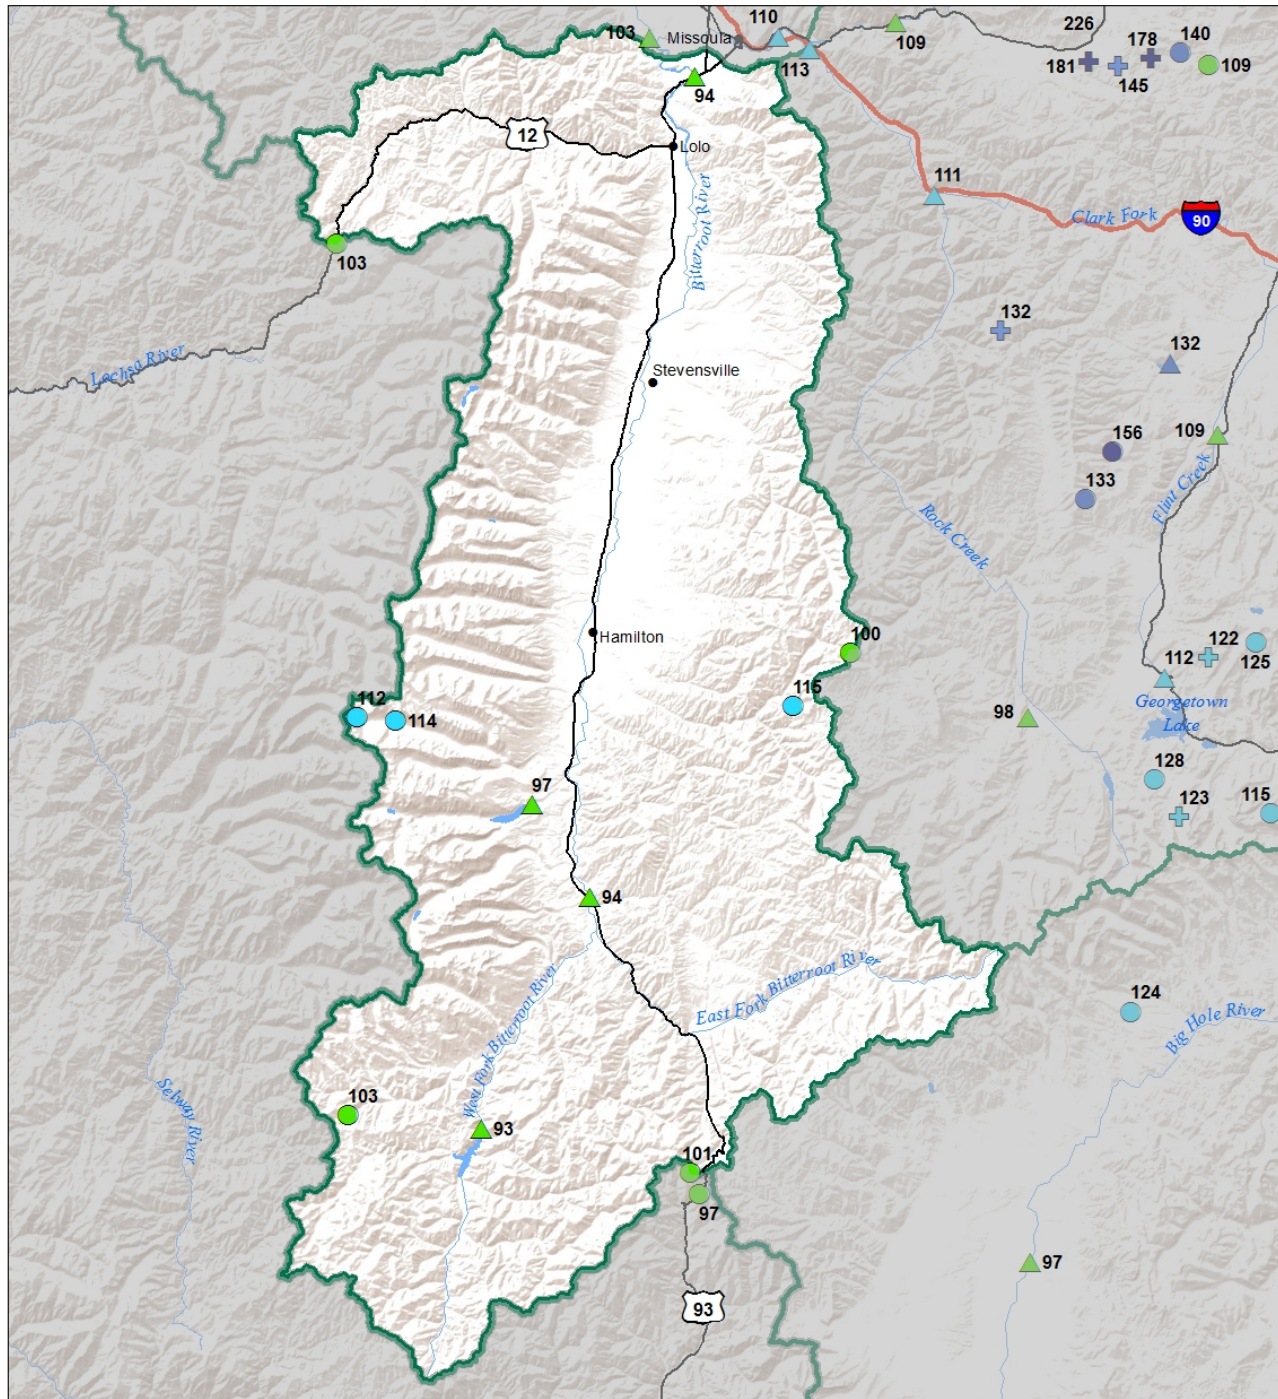 110
109
226
178
140
103
Missoula
113
181
145
109
94
12
Lolo
111
Bitterroot River
Clark Fork
90
103
132
Lochsa River
132
Stevensville
156
109
133
Flint Creek
Rock Creek
Hamilton
100
122
125
112
112
114
115
98
Georgetown
Lake
97
128
123
115
94
East Fork Bitterroot River
West Fork Bitterroot River
124
Big Hole River
Selway River
103
93
101
97
97
93